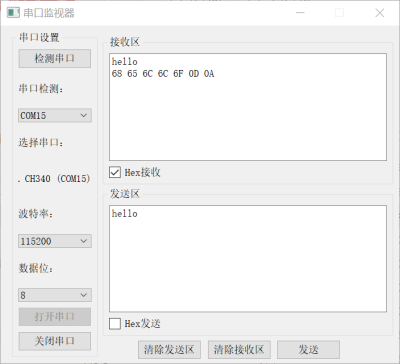 串口监视器
串口设置
检测串口
串口检测：
COM15
选择串口：
. CH340 (COM15)
波特率：
115200
数据位：
8
打开串口
关闭串口
接收区
hello
68 65 6C 6C 6F 0D 0A
Hex接收
发送区
hello
Hex发送
清除发送区
清除接收区
发送